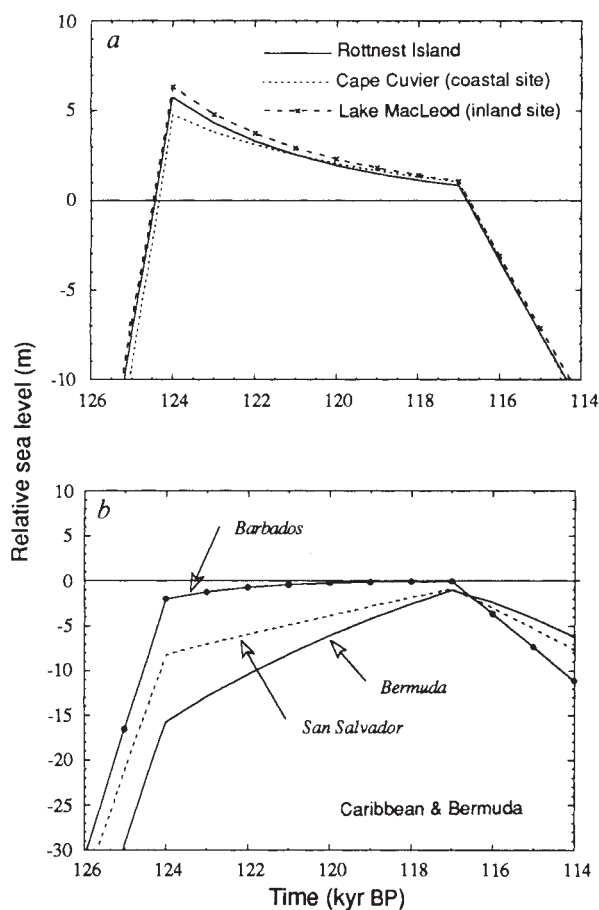 a
Rottnest Island
Cape Cuvier (coastal site)
Lake MacLeod (inland site)
10
5
0
-5
-10
126 124 122 120 118 116 114
Relative sea level (m)
b
Barbados
San Salvador
Bermuda
Caribbean & Bermuda
10
5
0
-5
-10
-15
-20
-25
-30
126 124 122 120 118 116 114
Time (kyr BP)